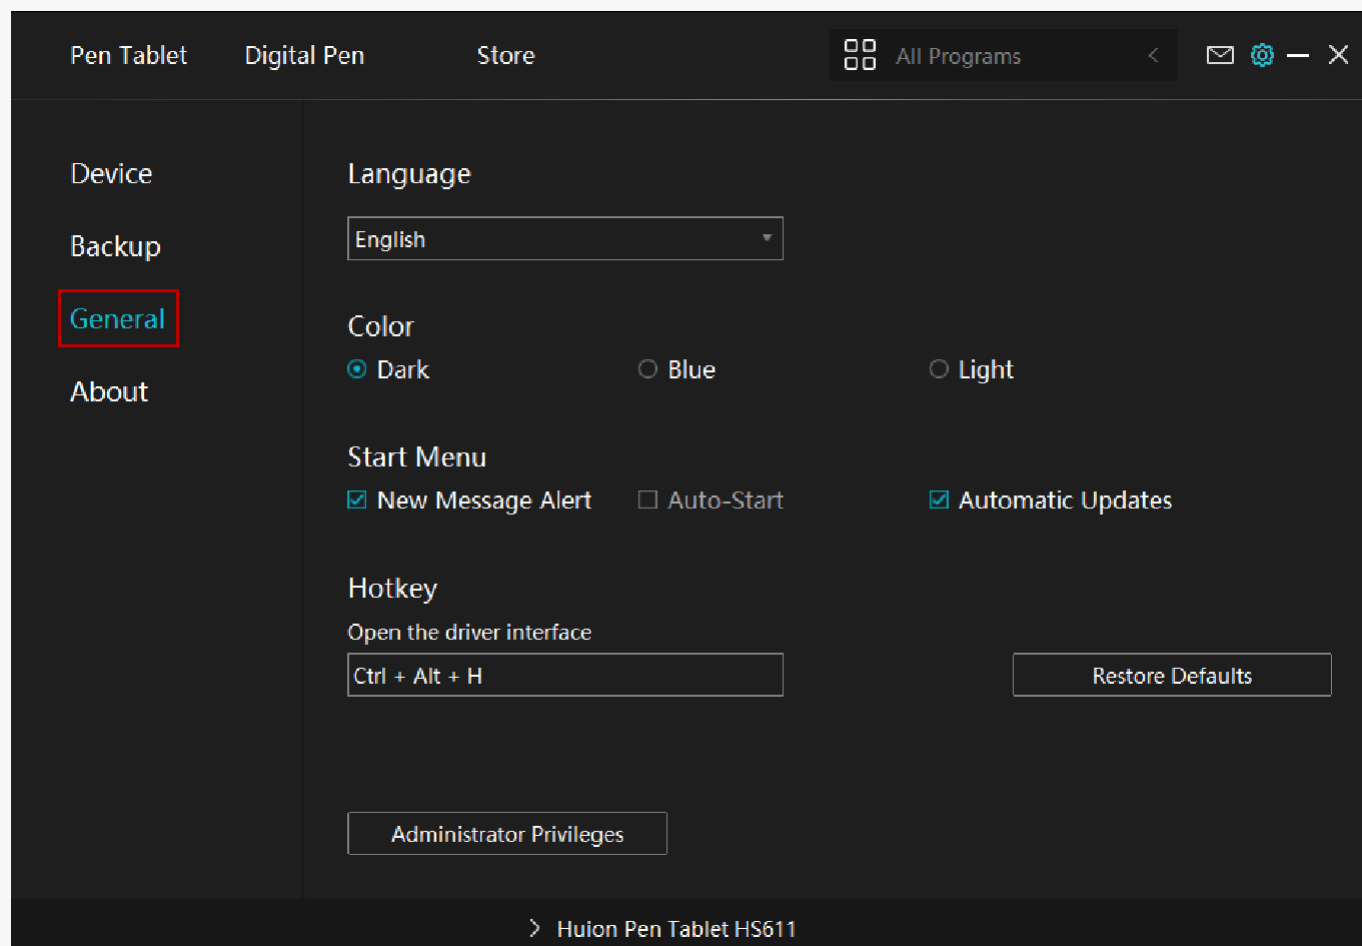 Pen Tablet Digital Pen Store All Programs
Device
Backup
General
About
Language
English
Color
Dark Blue Light
Start Menu
New Message Alert Auto-Start Automatic Updates
Hotkey
Open the driver interface
Ctrl + Alt + H Restore Defaults
Administrator Privileges
Huion Pen Tablet HS611